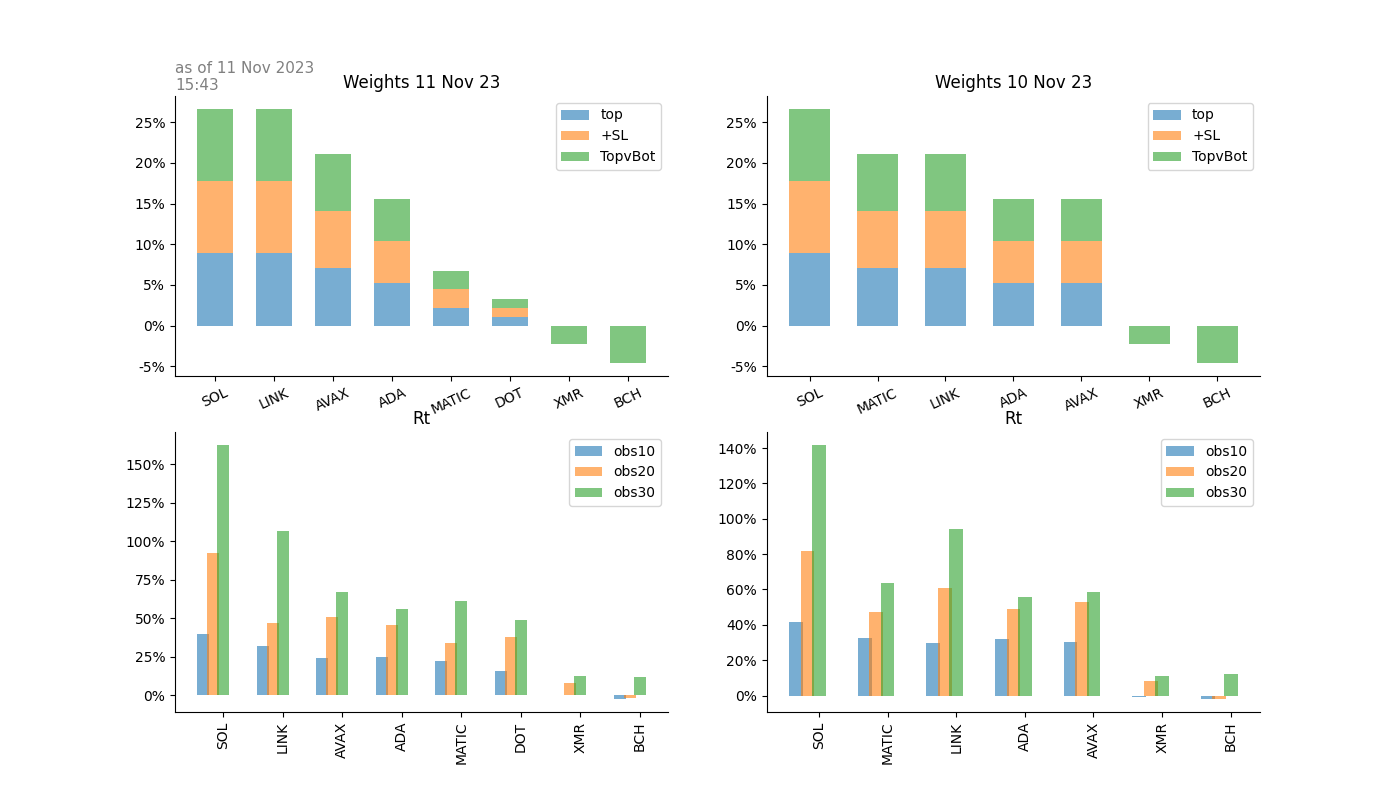 as of 11 Nov 2023
15:43
Weights 11 Nov 23
25%
20%
15%
10%
5%
0%
-5%
top
+SL
TopvBot
SOL LINK AVAX ADA MATIC DOT XMR BCH
Weights 10 Nov 23
25%
20%
15%
10%
5%
0%
-5%
top
+SL
TopvBot
SOL MATIC LINK ADA AVAX XMR BCH
Rt
150%
125%
100%
75%
50%
25%
0%
obs10
obs20
obs30
SOL LINK AVAX ADA MATIC DOT XMR BCH
Rt
140%
120%
100%
80%
60%
40%
20%
0%
obs10
obs20
obs30
SOL MATIC LINK ADA AVAX XMR BCH